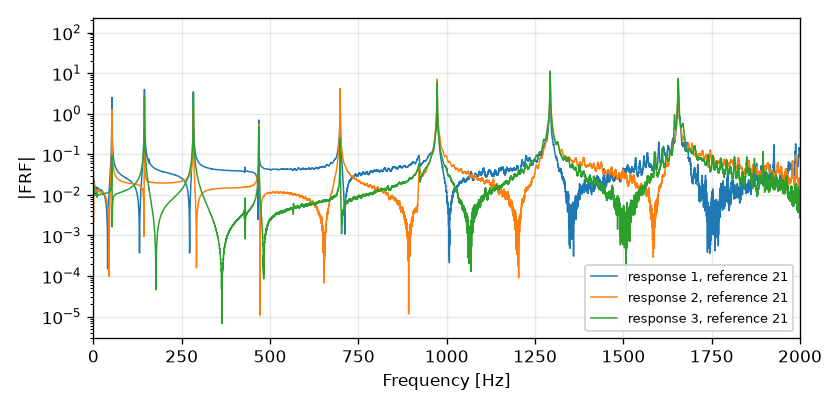 10²
10¹
10⁰
10⁻¹
10⁻²
10⁻³
10⁻⁴
10⁻⁵
|FRF|
response 1, reference 21
response 2, reference 21
response 3, reference 21
0 250 500 750 1000 1250 1500 1750 2000
Frequency [Hz]